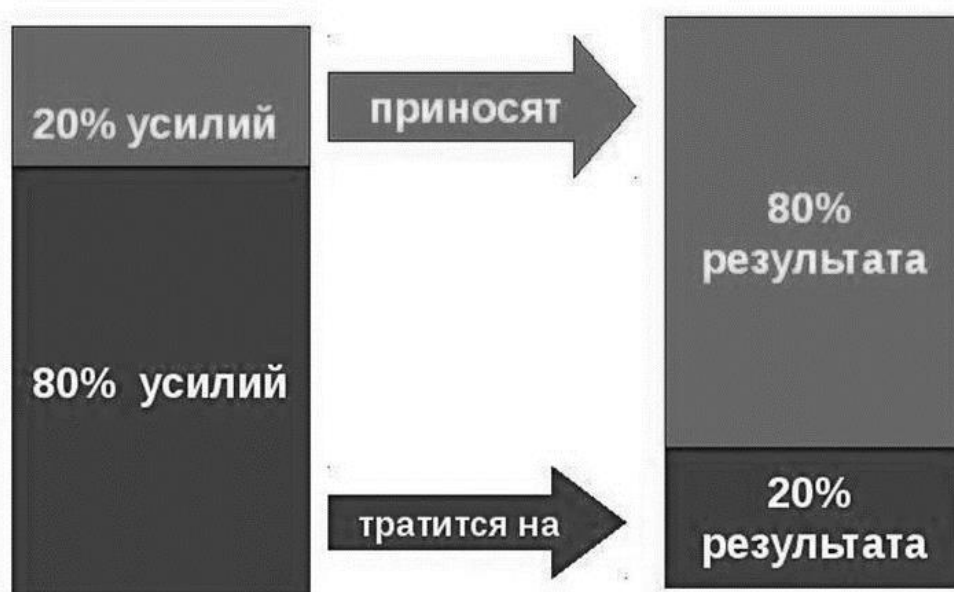 20% усилий
приносят
80%
результата
80% усилий
тратится на
20%
результата